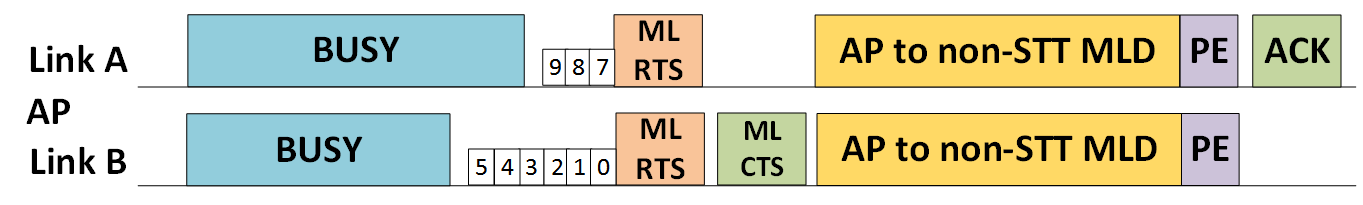 Link A BUSY 9 8 7 ML RTS AP to non-STT MLD PE ACK
AP
Link B BUSY 5 4 3 2 1 0 ML RTS ML CTS AP to non-STT MLD PE